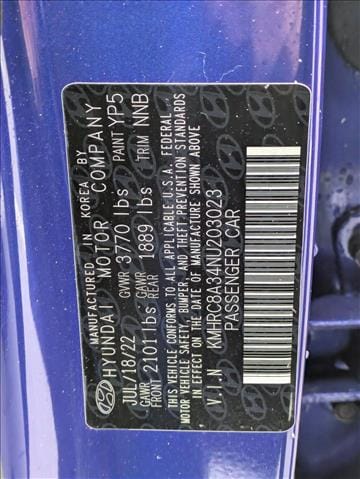 MANUFACTURED IN KOREA BY
HYUNDAI MOTOR COMPANY
JUL/18/22 GVWR 3770 lbs PAINT YP5
GAWR FRONT 2101 lbs GAWR REAR 1889 lbs TRIM NNB
THIS VEHICLE CONFORMS TO ALL APPLICABLE U.S.A. FEDERAL
MOTOR VEHICLE SAFETY, BUMPER, AND THEFT PREVENTION STANDARDS
IN EFFECT ON THE DATE OF MANUFACTURE SHOWN ABOVE
V.I.N KMHRC8A34NU203023
PASSENGER CAR